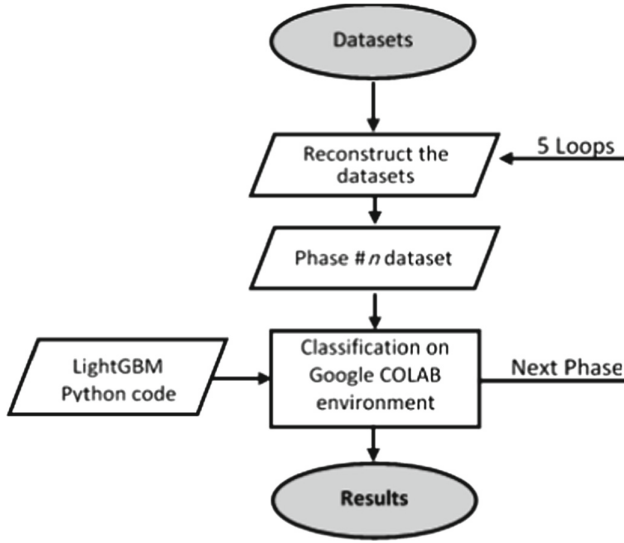 Datasets
Reconstruct the
datasets
5 Loops
Phase #n dataset
LightGBM
Python code
Classification on
Google COLAB
environment
Next Phase
Results